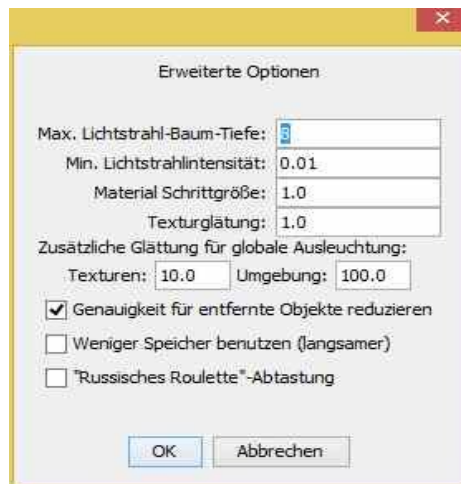 Erweiterte Optionen
Max. Lichtstrahl-Baum-Tiefe: 8
Min. Lichtstrahlintensität: 0.01
Material Schrittgröße: 1.0
Texturglätung: 1.0
Zusätzliche Glättung für globale Ausleuchtung:
Texturen: 10.0 Umgebung: 100.0
Genauigkeit für entfernte Objekte reduzieren
Weniger Speicher benutzen (langsamer)
"Russisches Roulette"-Abtastung
OK Abbrechen